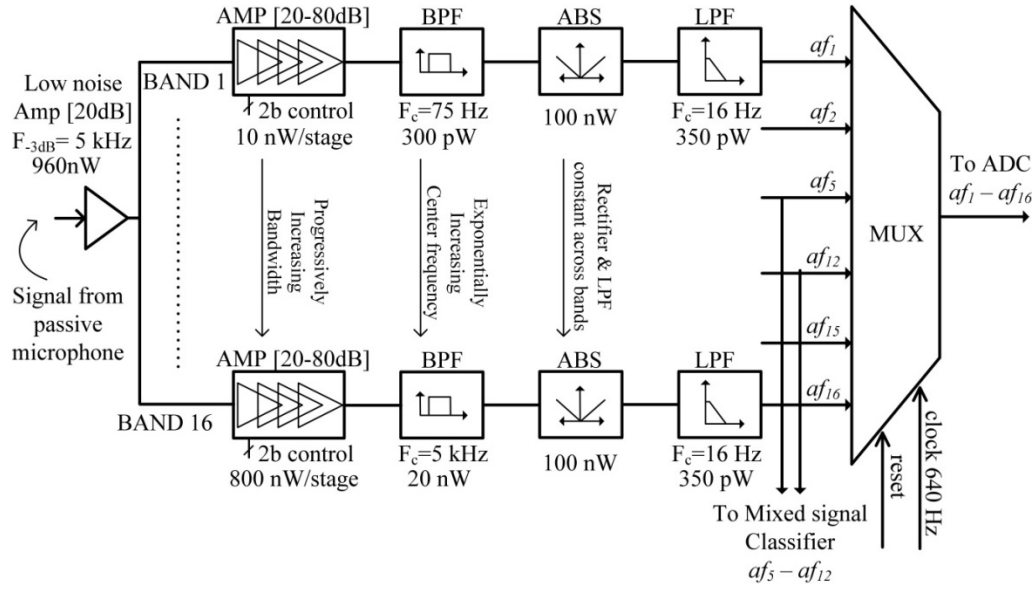 AMP [20-80dB]
BPF
ABS
LPF
Low noise
Amp [20dB]
F-3dB= 5 kHz
960nW
BAND 1
2b control
10 nW/stage
Fc=75 Hz
300 pW
100 nW
Fc=16 Hz
350 pW
af1
af2
af5
af12
af15
af16
MUX
To ADC
af1 – af16
Progressively
Increasing
Bandwidth
Exponentially
Increasing
Center frequency
Rectifier & LPF
constant across bands
Signal from
passive
microphone
AMP [20-80dB]
BPF
ABS
LPF
BAND 16
2b control
800 nW/stage
Fc=5 kHz
20 nW
100 nW
Fc=16 Hz
350 pW
To Mixed signal
Classifier
af5 – af12
reset
clock 640 Hz